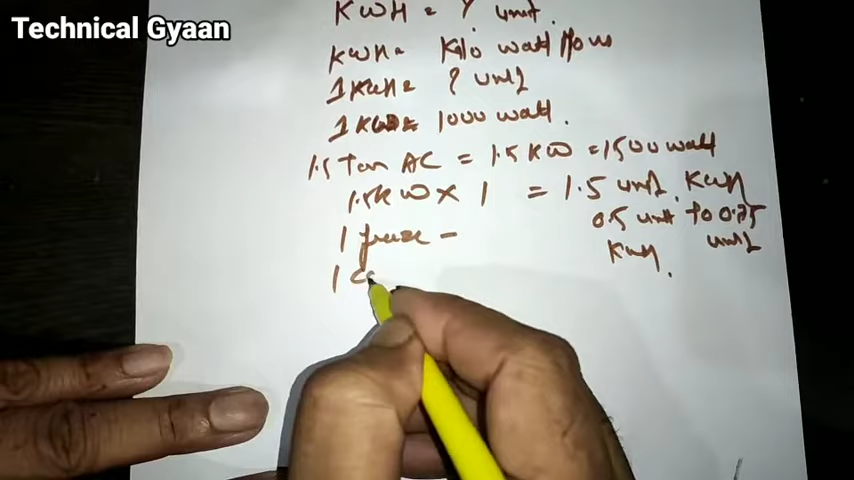 Technical Gyaan
KWH = ? unit.
KWH = Kilo watt Hour
1 KWH = ? unit
1 KW = 1000 watt.
1.5 Ton AC = 1.5 KW = 1500 watt
1.5 KW × 1 = 1.5 unit. KWH
0.5 unit to 0.75
KWH. unit
1 -
1